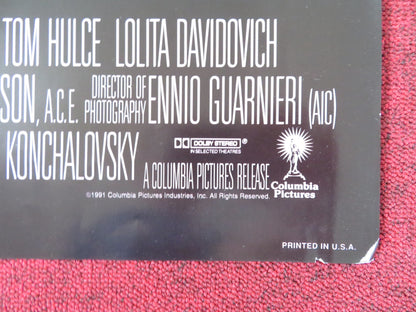 TOM HULCE LOLITA DAVIDOVICH
SON, A.C.E. DIRECTOR OF PHOTOGRAPHY ENNIO GUARNIERI (AIC)
KONCHALOVSKY
DOLBY STEREO ®
IN SELECTED THEATRES
A COLUMBIA PICTURES RELEASE
Columbia
Pictures
©1991 Columbia Pictures Industries, Inc. All Rights Reserved.
PRINTED IN U.S.A.